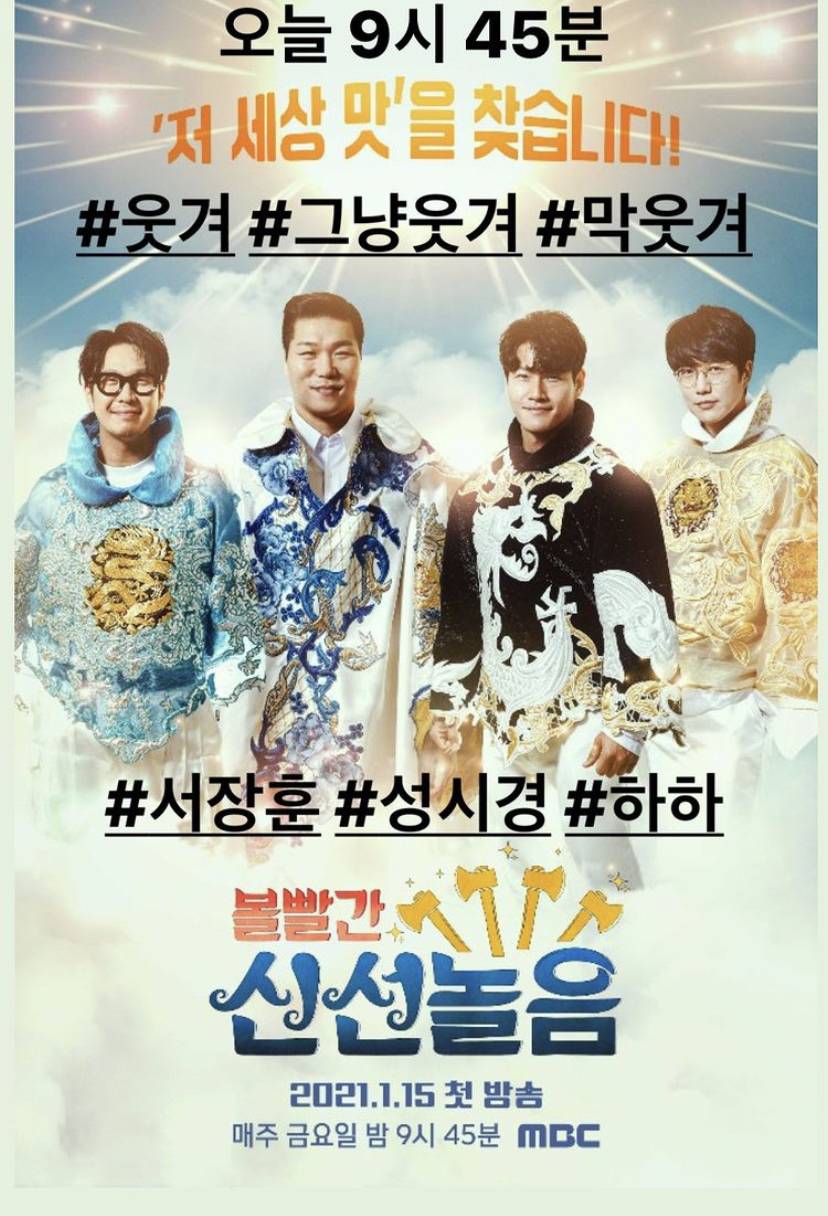 오늘 9시 45분
'저 세상 맛'을 찾습니다!
#웃겨 #그냥웃겨 #막웃겨
#서장훈 #성시경 #하하
볼빨간
신선놀음
2021.1.15 첫 방송
매주 금요일 밤 9시 45분 MBC